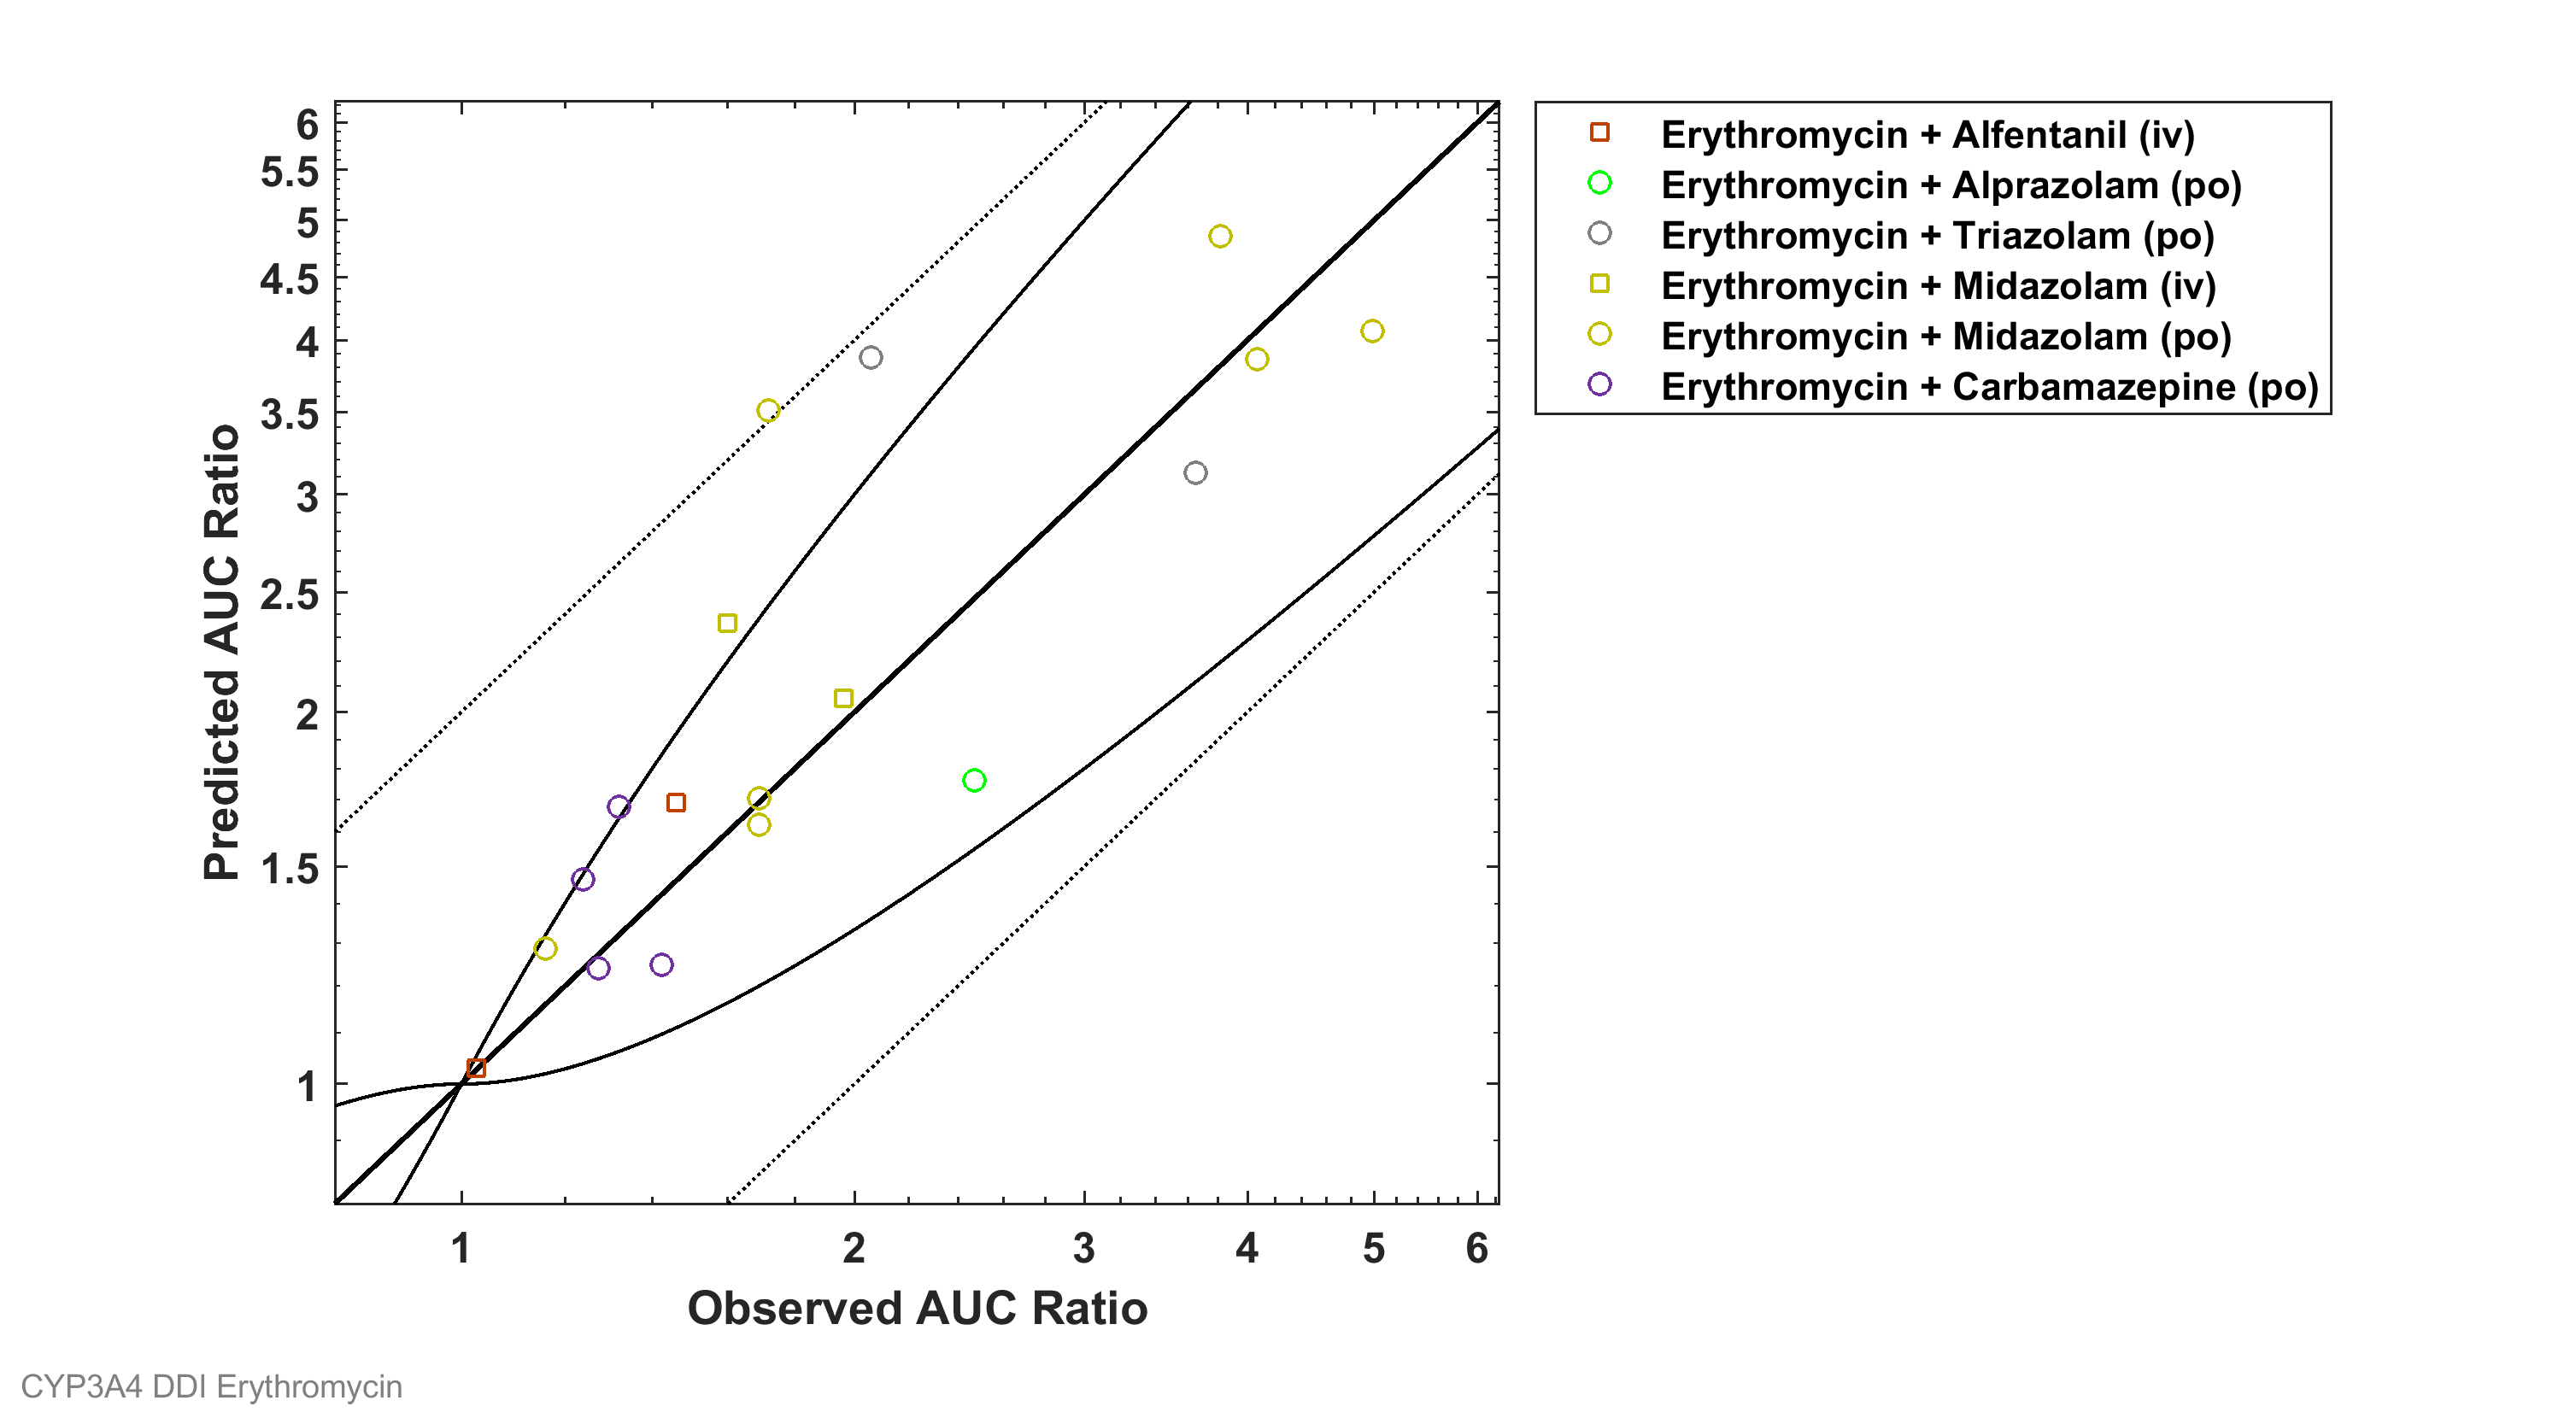 6
5.5
5
4.5
4
3.5
3
2.5
2
1.5
1
Predicted AUC Ratio
1 2 3 4 5 6
Observed AUC Ratio
Erythromycin + Alfentanil (iv)
Erythromycin + Alprazolam (po)
Erythromycin + Triazolam (po)
Erythromycin + Midazolam (iv)
Erythromycin + Midazolam (po)
Erythromycin + Carbamazepine (po)
CYP3A4 DDI Erythromycin